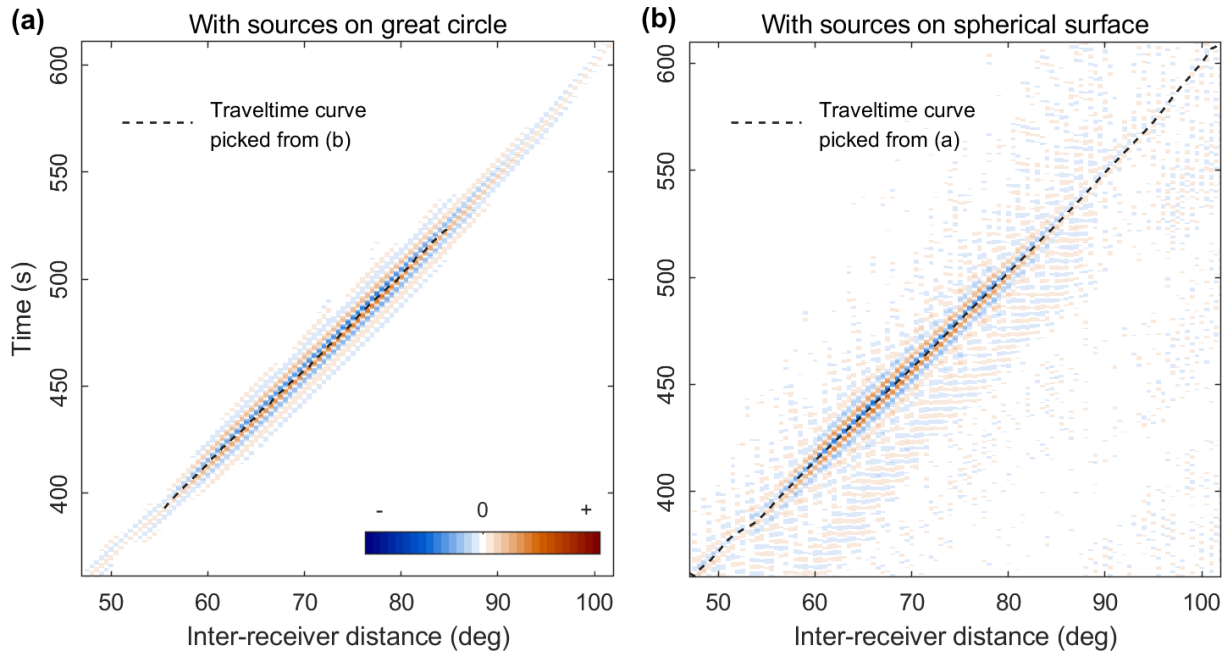 (a)
With sources on great circle
600
550
500
450
400
Time (s)
Traveltime curve
picked from (b)
- 0 +
50 60 70 80 90 100
Inter-receiver distance (deg)
(b)
With sources on spherical surface
600
550
500
450
400
Traveltime curve
picked from (a)
50 60 70 80 90 100
Inter-receiver distance (deg)